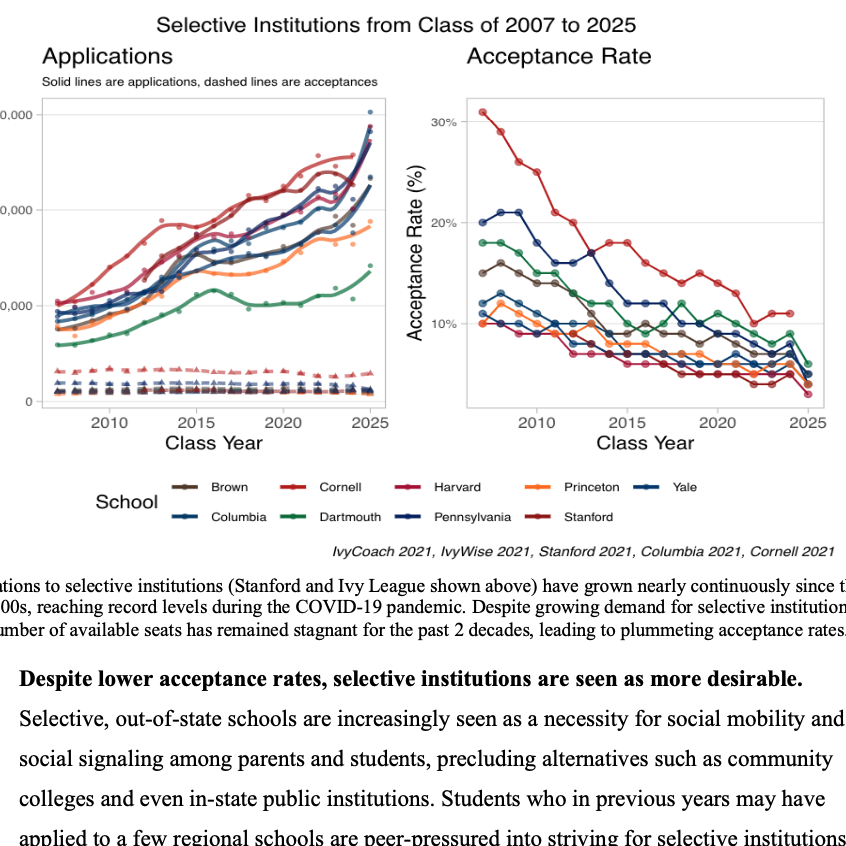 Selective Institutions from Class of 2007 to 2025
Applications
Solid lines are applications, dashed lines are acceptances
0,000
0,000
0,000
0
2010
2015
2020
2025
Class Year
Acceptance Rate
Acceptance Rate (%)
30%
20%
10%
2010
2015
2020
2025
Class Year
School
Brown Cornell Harvard Princeton Yale
Columbia Dartmouth Pennsylvania Stanford
IvyCoach 2021, IvyWise 2021, Stanford 2021, Columbia 2021, Cornell 2021
to selective institutions (Stanford and Ivy League shown above) have grown nearly continuously since
00s, reaching record levels during the COVID-19 pandemic. Despite growing demand for selective institution
of available seats has remained stagnant for the past 2 decades, leading to plummeting acceptance rates.
Despite lower acceptance rates, selective institutions are seen as more desirable.
Selective, out-of-state schools are increasingly seen as a necessity for social mobility and
social signaling among parents and students, precluding alternatives such as community
colleges and even in-state public institutions. Students who in previous years may have
applied to a few regional schools are peer-pressured into striving for selective institutions